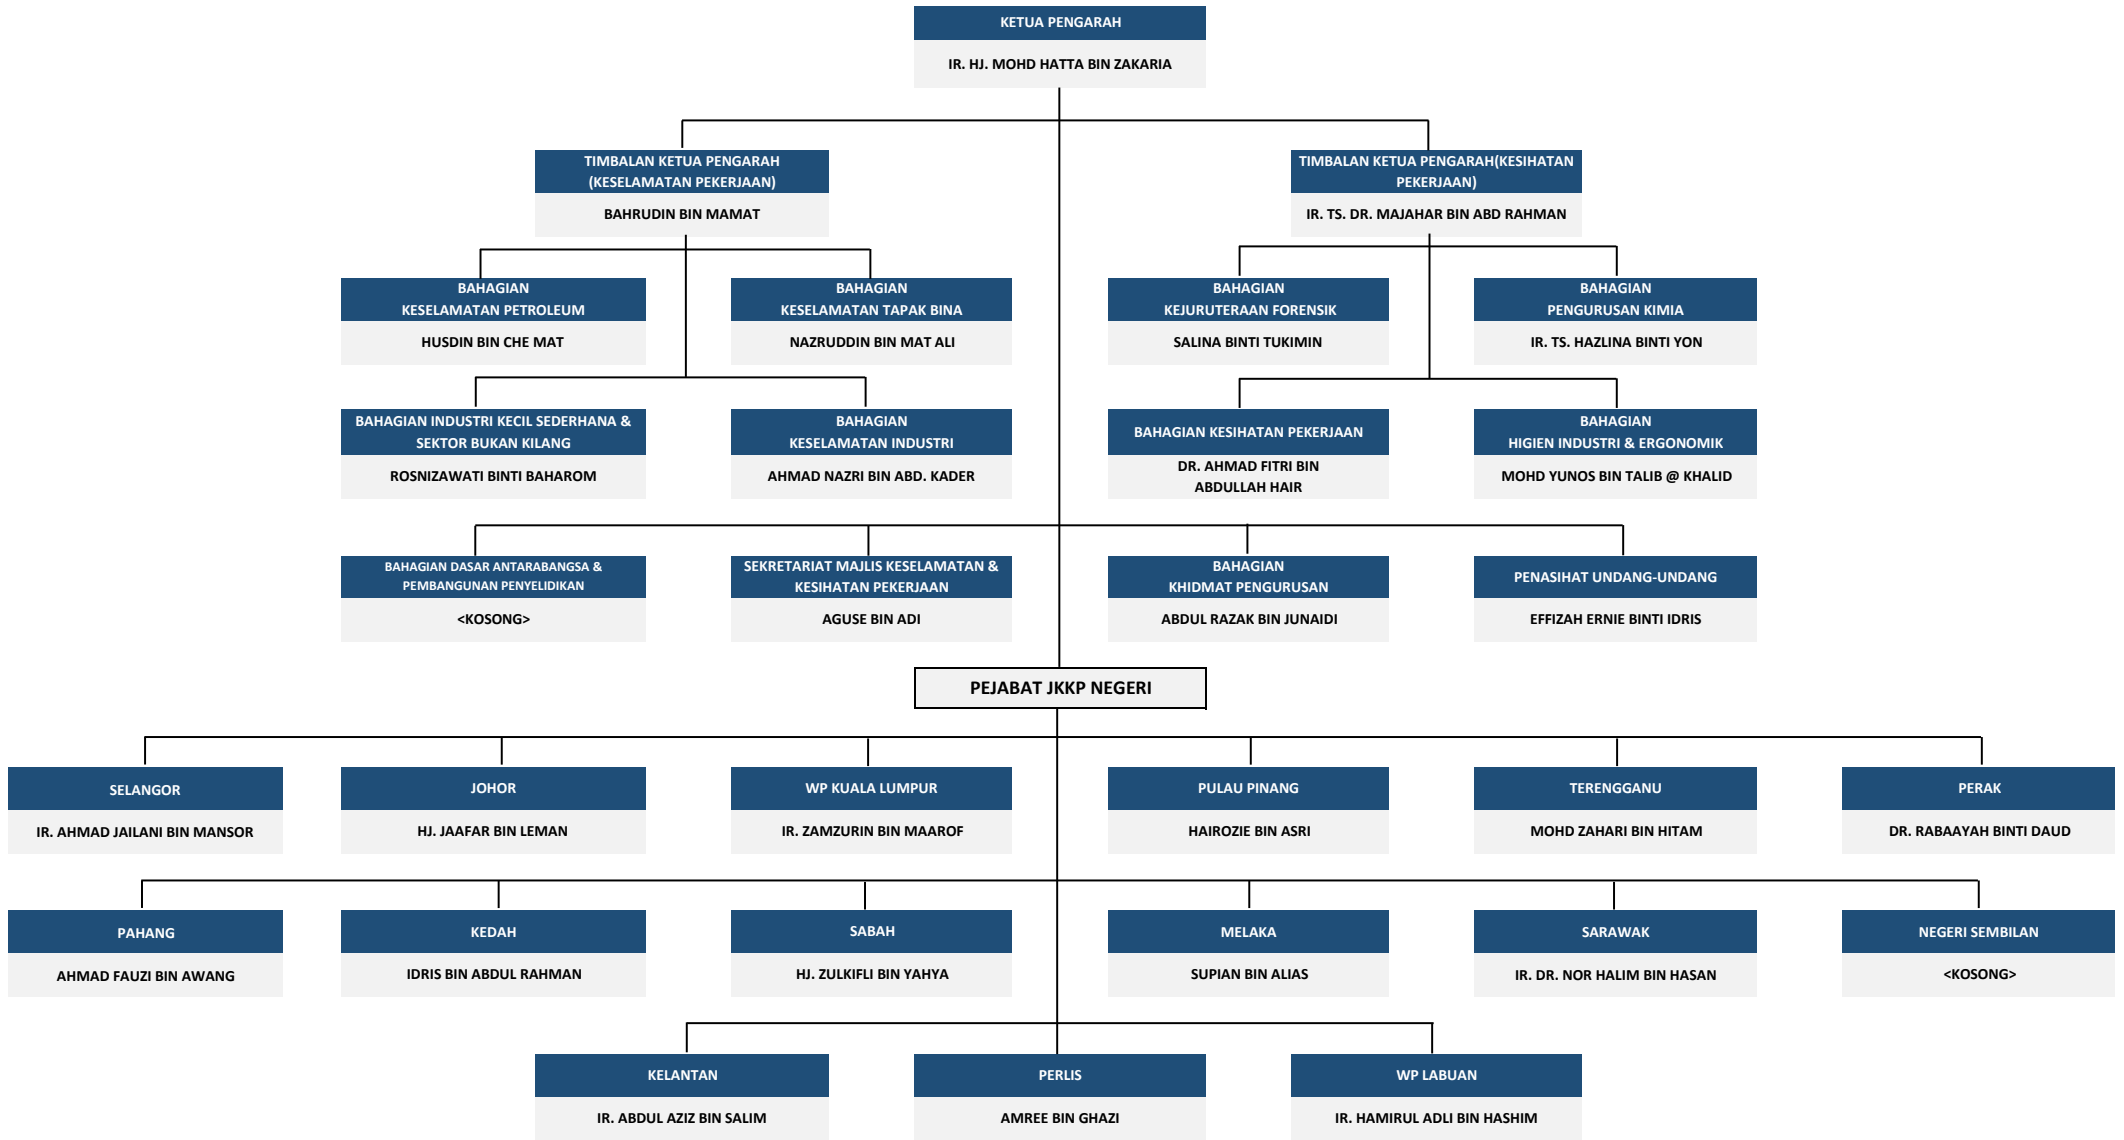 KETUA PENGARAH
IR. HJ. MOHD HATTA BIN ZAKARIA
TIMBALAN KETUA PENGARAH
(KESELAMATAN PEKERJAAN)
BAHRUDIN BIN MAMAT
TIMBALAN KETUA PENGARAH(KESIHATAN
PEKERJAAN)
IR. TS. DR. MAJAHAR BIN ABD RAHMAN
BAHAGIAN
KESELAMATAN PETROLEUM
HUSDIN BIN CHE MAT
BAHAGIAN
KESELAMATAN TAPAK BINA
NAZRUDDIN BIN MAT ALI
BAHAGIAN
KEJURUTERAAN FORENSIK
SALINA BINTI TUKIMIN
BAHAGIAN
PENGURUSAN KIMIA
IR. TS. HAZLINA BINTI YON
BAHAGIAN INDUSTRI KECIL SEDERHANA &
SEKTOR BUKAN KILANG
ROSNIZAWATI BINTI BAHAROM
BAHAGIAN
KESELAMATAN INDUSTRI
AHMAD NAZRI BIN ABD. KADER
BAHAGIAN KESIHATAN PEKERJAAN
DR. AHMAD FITRI BIN
ABDULLAH HAIR
BAHAGIAN
HIGIEN INDUSTRI & ERGONOMIK
MOHD YUNOS BIN TALIB @ KHALID
BAHAGIAN DASAR ANTARABANGSA &
PEMBANGUNAN PENYELIDIKAN
<KOSONG>
SEKRETARIAT MAJLIS KESELAMATAN &
KESIHATAN PEKERJAAN
AGUSE BIN ADI
BAHAGIAN
KHIDMAT PENGURUSAN
ABDUL RAZAK BIN JUNAIDI
PENASIHAT UNDANG-UNDANG
EFFIZAH ERNIE BINTI IDRIS
PEJABAT JKKP NEGERI
SELANGOR
IR. AHMAD JAILANI BIN MANSOR
JOHOR
HJ. JAAFAR BIN LEMAN
WP KUALA LUMPUR
IR. ZAMZURIN BIN MAAROF
PULAU PINANG
HAIROZIE BIN ASRI
TERENGGANU
MOHD ZAHARI BIN HITAM
PERAK
DR. RABAAYAH BINTI DAUD
PAHANG
AHMAD FAUZI BIN AWANG
KEDAH
IDRIS BIN ABDUL RAHMAN
SABAH
HJ. ZULKIFLI BIN YAHYA
MELAKA
SUPIAN BIN ALIAS
SARAWAK
IR. DR. NOR HALIM BIN HASAN
NEGERI SEMBILAN
<KOSONG>
KELANTAN
IR. ABDUL AZIZ BIN SALIM
PERLIS
AMREE BIN GHAZI
WP LABUAN
IR. HAMIRUL ADLI BIN HASHIM